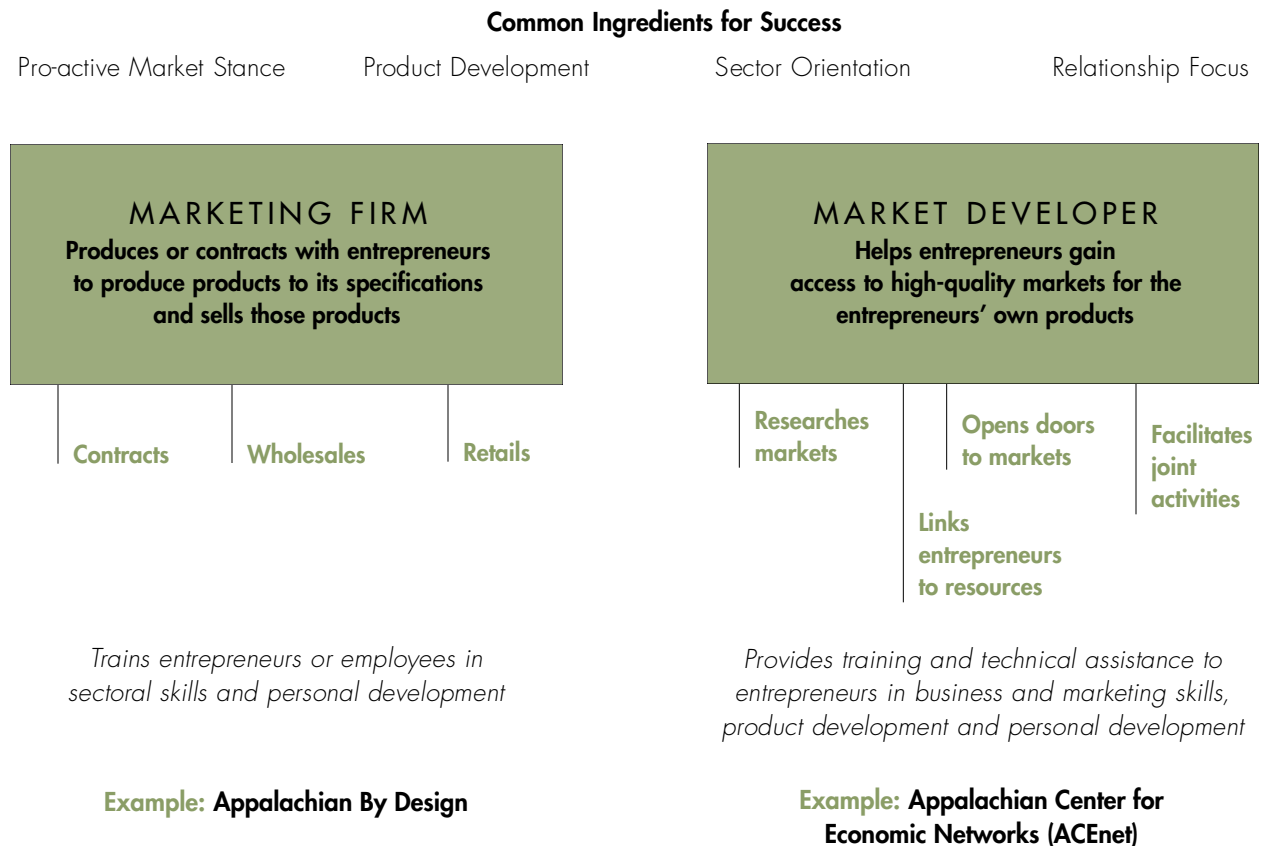 Common Ingredients for Success
Pro-active Market Stance Product Development Sector Orientation Relationship Focus
MARKETING FIRM
Produces or contracts with entrepreneurs
to produce products to its specifications
and sells those products
Contracts
Wholesales
Retails
Trains entrepreneurs or employees in
sectoral skills and personal development
Example: Appalachian By Design
MARKET DEVELOPER
Helps entrepreneurs gain
access to high-quality markets for the
entrepreneurs’ own products
Researches
markets
Links
entrepreneurs
to resources
Opens doors
to markets
Facilitates
joint
activities
Provides training and technical assistance to
entrepreneurs in business and marketing skills,
product development and personal development
Example: Appalachian Center for
Economic Networks (ACEnet)